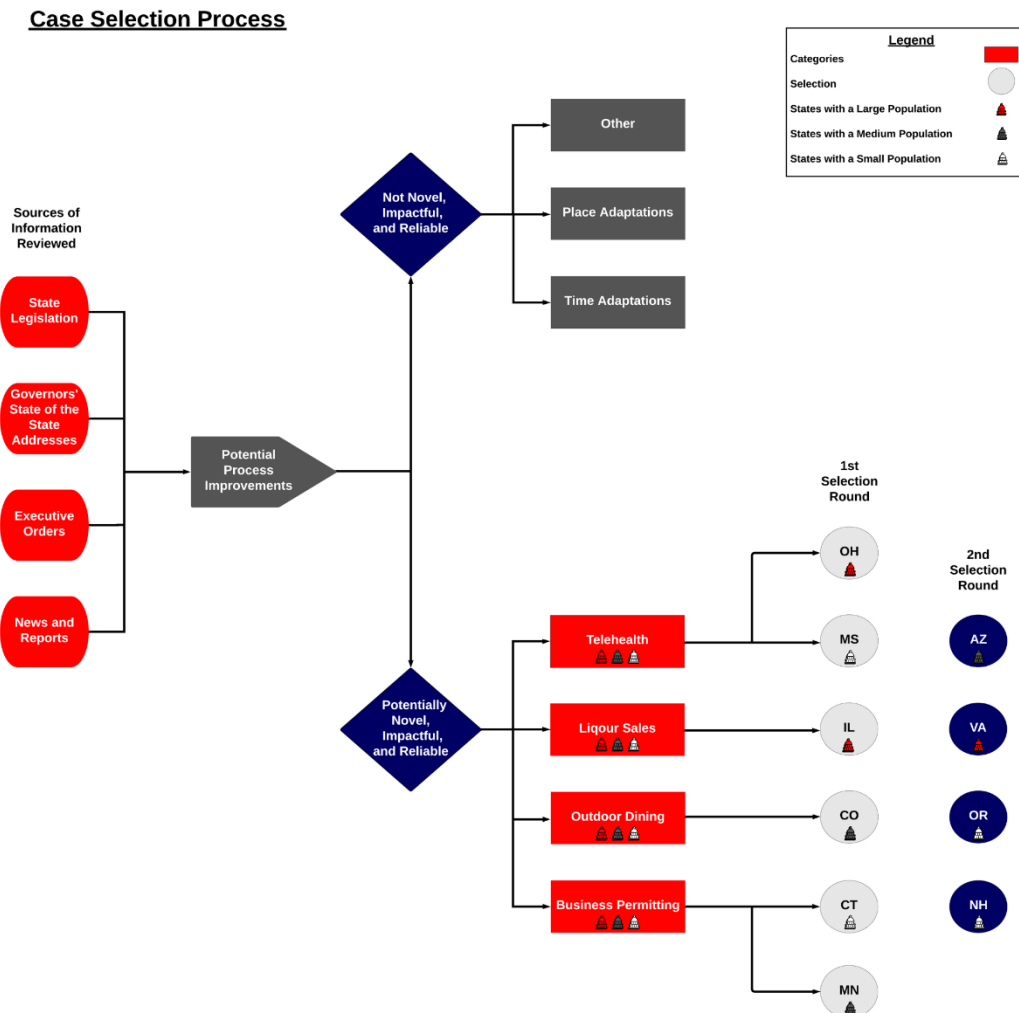 Case Selection Process
Legend
Categories
Selection
States with a Large Population
States with a Medium Population
States with a Small Population
Sources of
Information
Reviewed
State
Legislation
Governors'
State of the
State
Addresses
Executive
Orders
News and
Reports
Potential
Process
Improvements
Not Novel,
Impactful,
and Reliable
Other
Place Adaptations
Time Adaptations
Potentially
Novel,
Impactful,
and Reliable
Telehealth
Liqour Sales
Outdoor Dining
Business Permitting
1st
Selection
Round
OH
MS
IL
CO
CT
MN
2nd
Selection
Round
AZ
VA
OR
NH